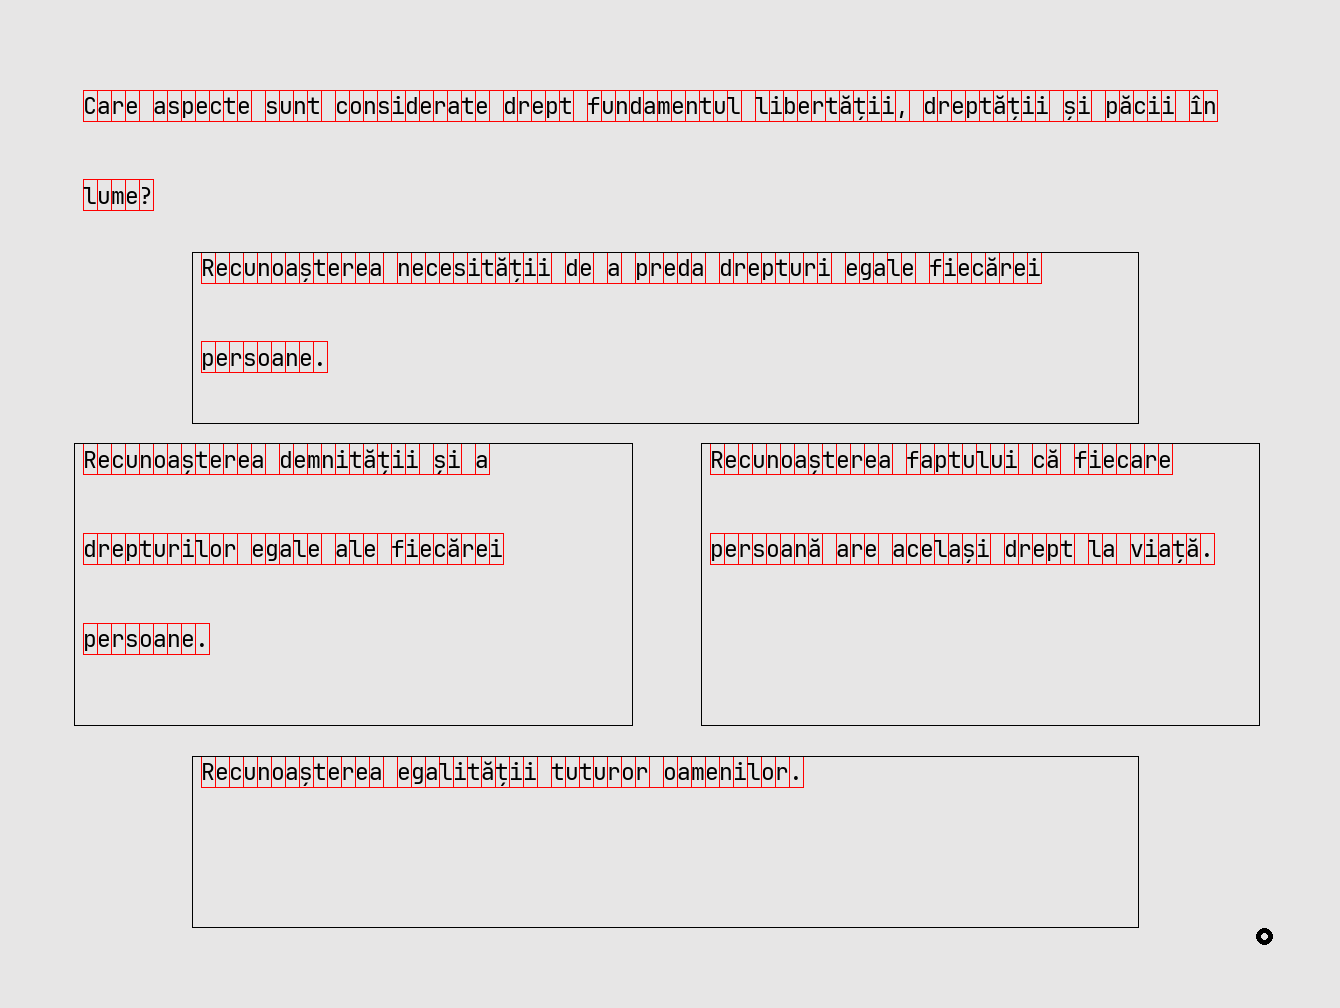 Care aspecte sunt considerate drept fundamentul libertății, dreptății și păcii în
lume?
Recunoașterea necesității de a preda drepturi egale fiecărei
persoane.
Recunoașterea demnității și a
drepturilor egale ale fiecărei
persoane.
Recunoașterea faptului că fiecare
persoană are același drept la viață.
Recunoașterea egalității tuturor oamenilor.